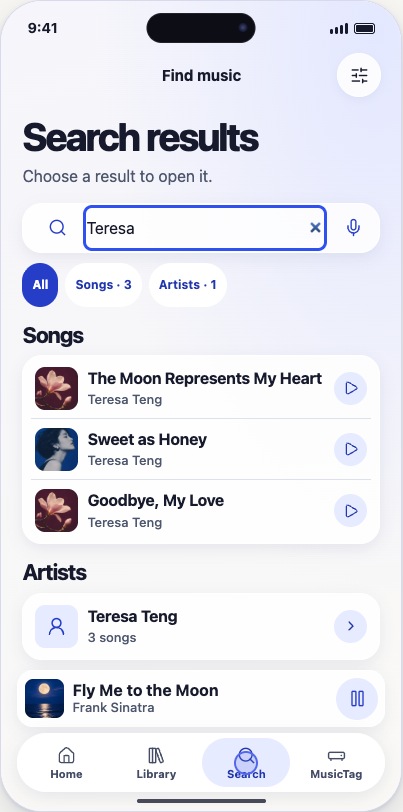 9:41
Find music
Search results
Choose a result to open it.
Teresa
All
Songs · 3
Artists · 1
Songs
The Moon Represents My Heart
Teresa Teng
Sweet as Honey
Teresa Teng
Goodbye, My Love
Teresa Teng
Artists
Teresa Teng
3 songs
Fly Me to the Moon
Frank Sinatra
Home
Library
Search
MusicTag